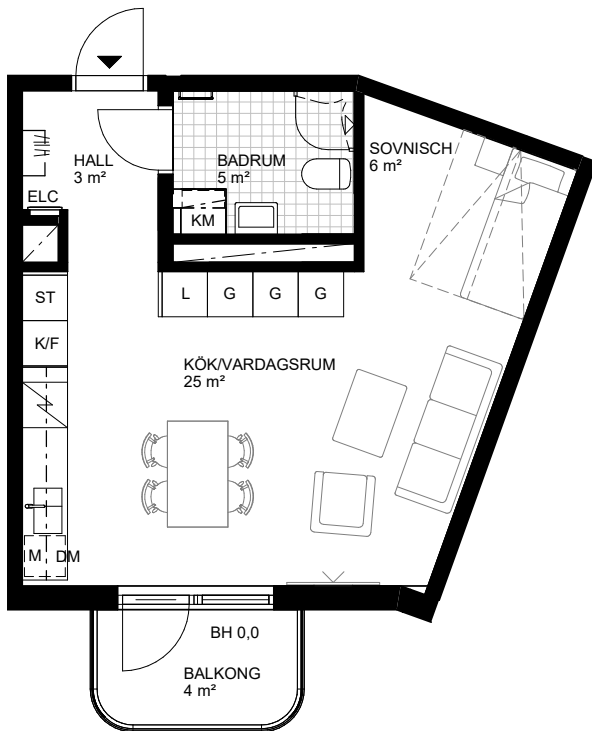 HALL
3 m²
BADRUM
5 m²
SOVNISCH
6 m²
ELC
KM
ST
L G G G
K/F
KÖK/VARDAGSRUM
25 m²
M DM
BH 0,0
BALKONG
4 m²